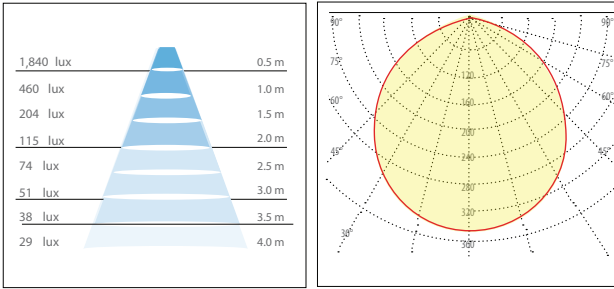 1,840 lux 0.5 m
460 lux 1.0 m
204 lux 1.5 m
115 lux 2.0 m
74 lux 2.5 m
51 lux 3.0 m
38 lux 3.5 m
29 lux 4.0 m
90° 90°
75° 75°
120
60° 60°
160
200
45° 45°
240
280
320
30°
360